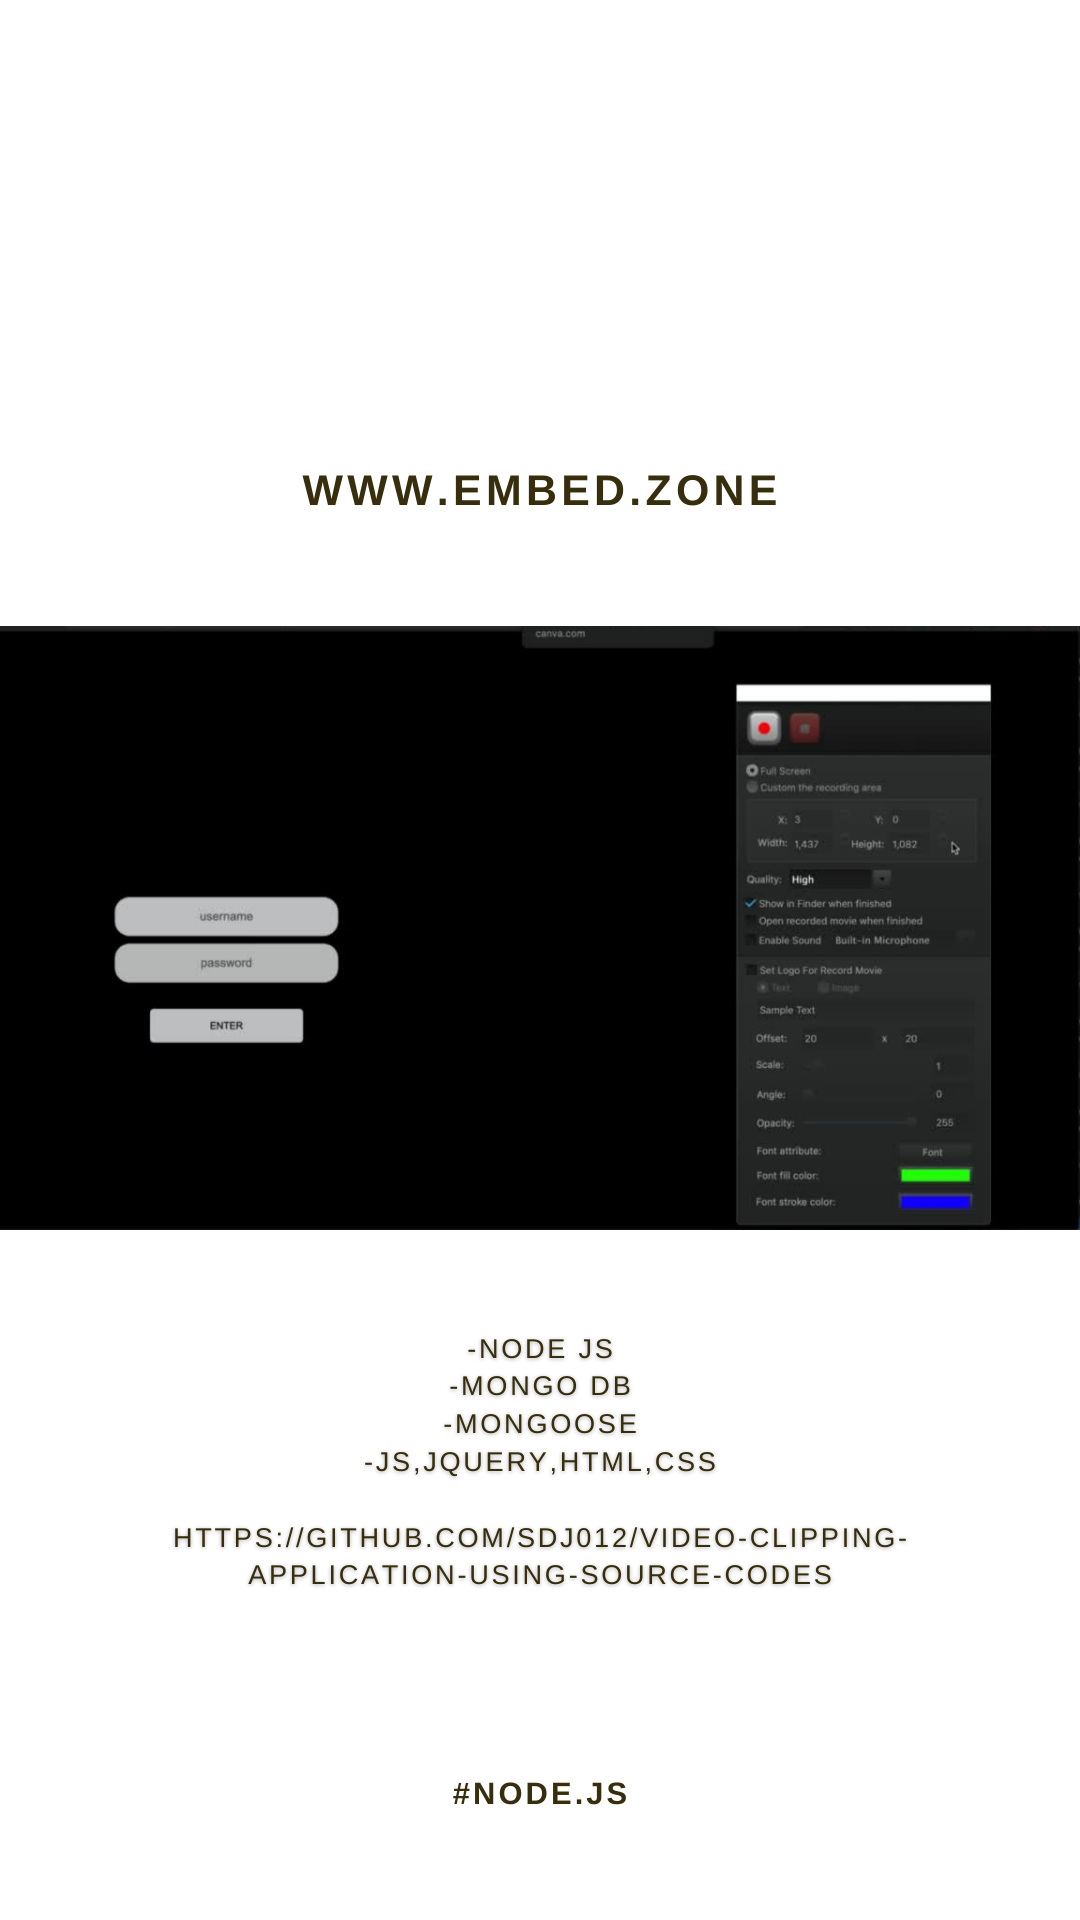 WWW.EMBED.ZONE
canva.com
Full Screen
Custom the recording area
X: 3 Y: 0
Width: 1,437 Height: 1,082
Quality: High
Show in Finder when finished
Open recorded movie when finished
Enable Sound Built-in Microphone
Set Logo For Record Movie
Text Image
Sample Text
Offset: 20 x 20
Scale: 1
Angle: 0
Opacity: 255
Font attribute: Font
Font fill color:
Font stroke color:
username
password
ENTER
-NODE JS
-MONGO DB
-MONGOOSE
-JS,JQUERY,HTML,CSS
HTTPS://GITHUB.COM/SDJ012/VIDEO-CLIPPING-
APPLICATION-USING-SOURCE-CODES
#NODE.JS